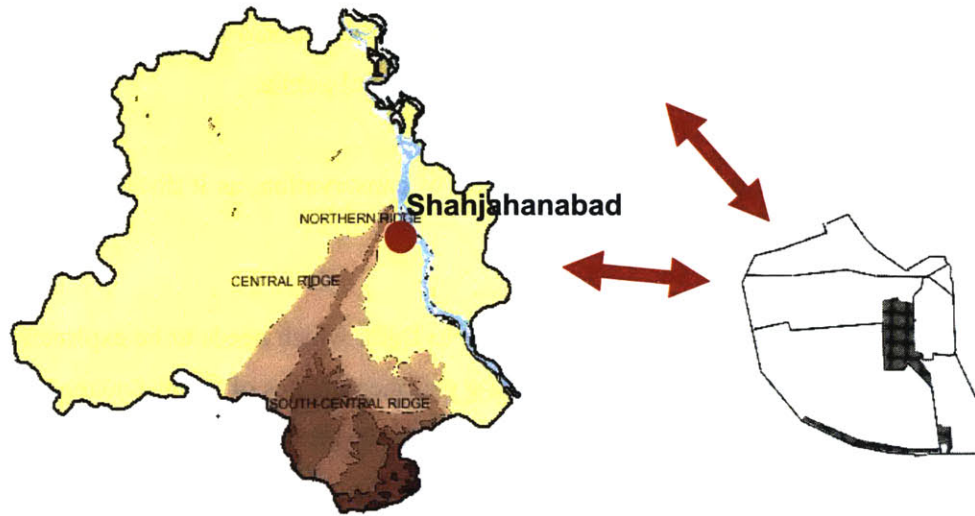 Shahjahanabad
NORTHERN RIDGE
CENTRAL RIDGE
SOUTH-CENTRAL RIDGE